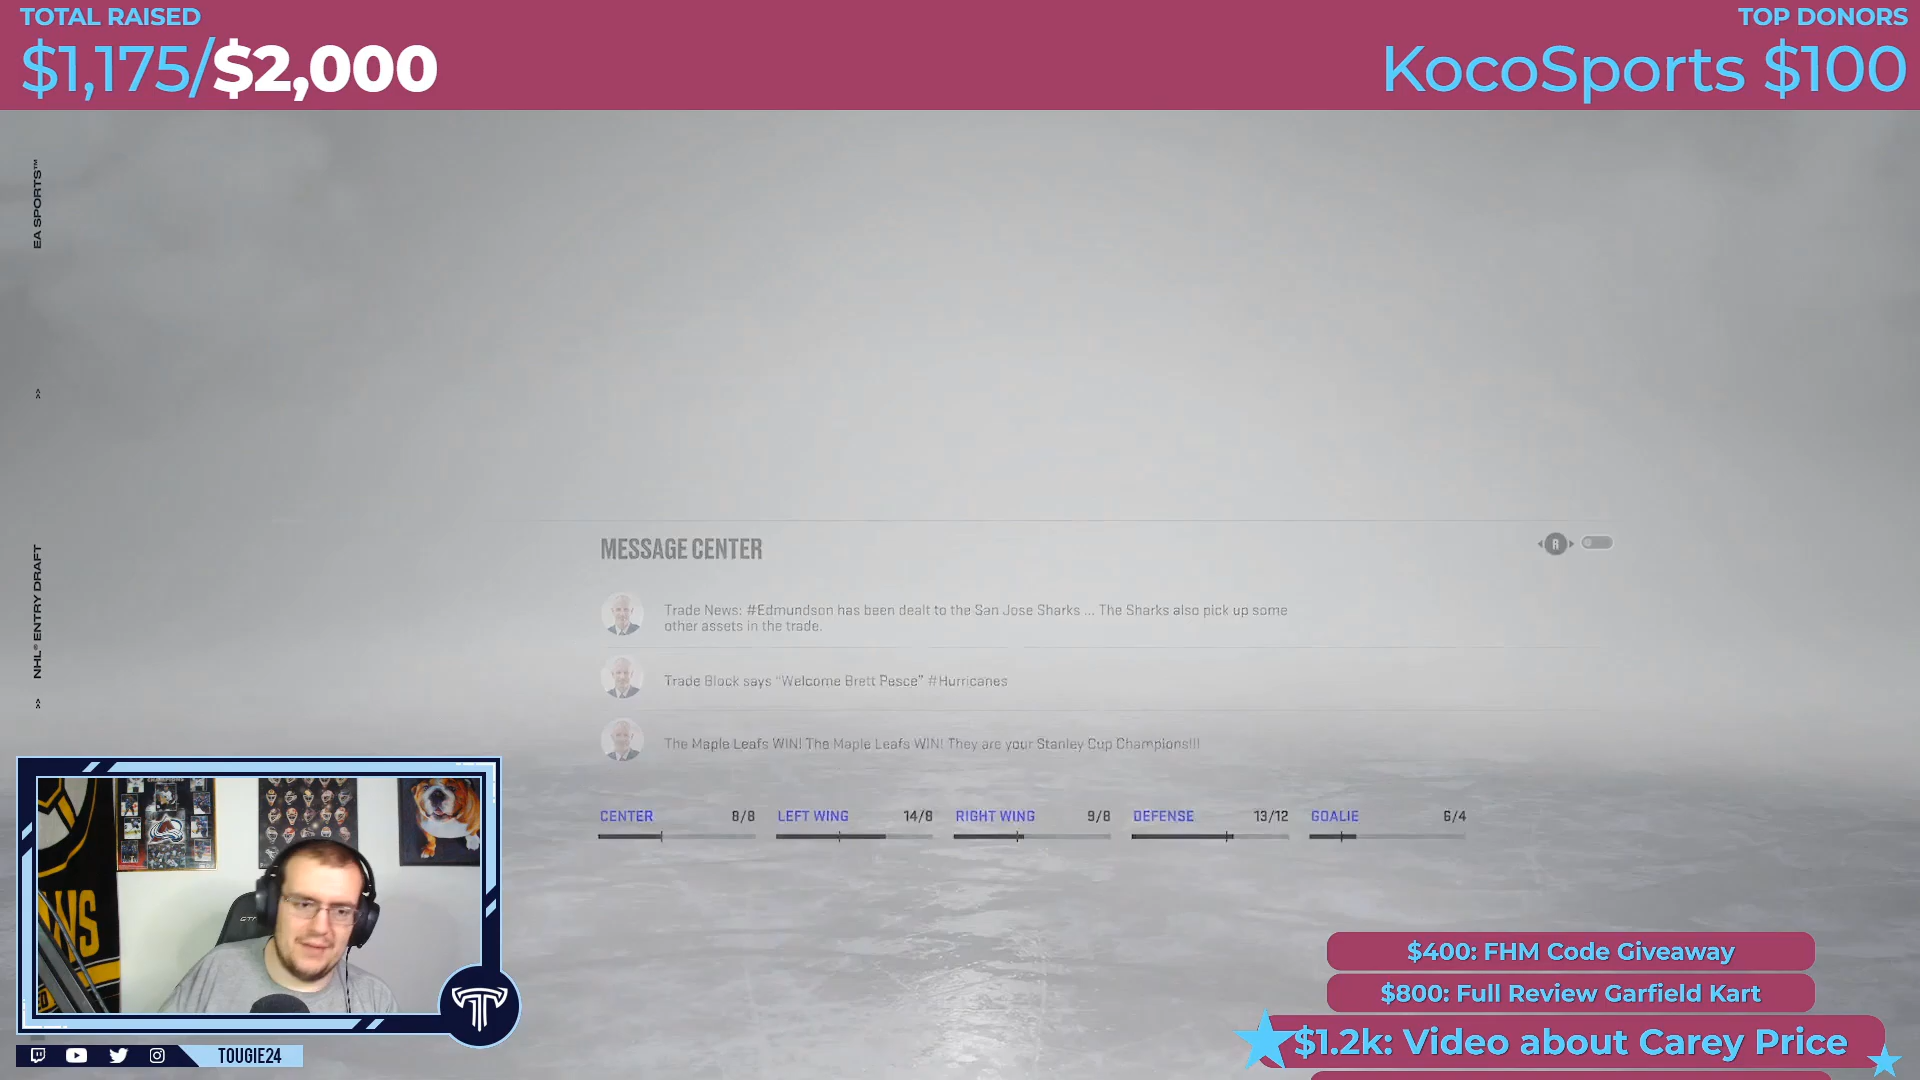 TOTAL RAISED
$1,175/$2,000
TOP DONORS
KocoSports $100
EA SPORTS™
NHL® ENTRY DRAFT
MESSAGE CENTER
R
Trade News: #Edmundson has been dealt to the San Jose Sharks ... The Sharks also pick up some
other assets in the trade.
Trade Block says "Welcome Brett Pesce" #Hurricanes
The Maple Leafs WIN! The Maple Leafs WIN! They are your Stanley Cup Champions!!!
CENTER 8/8
LEFT WING 14/8
RIGHT WING 9/8
DEFENSE 13/12
GOALIE 6/4
TOUGIE24
$400: FHM Code Giveaway
$800: Full Review Garfield Kart
$1.2k: Video about Carey Price